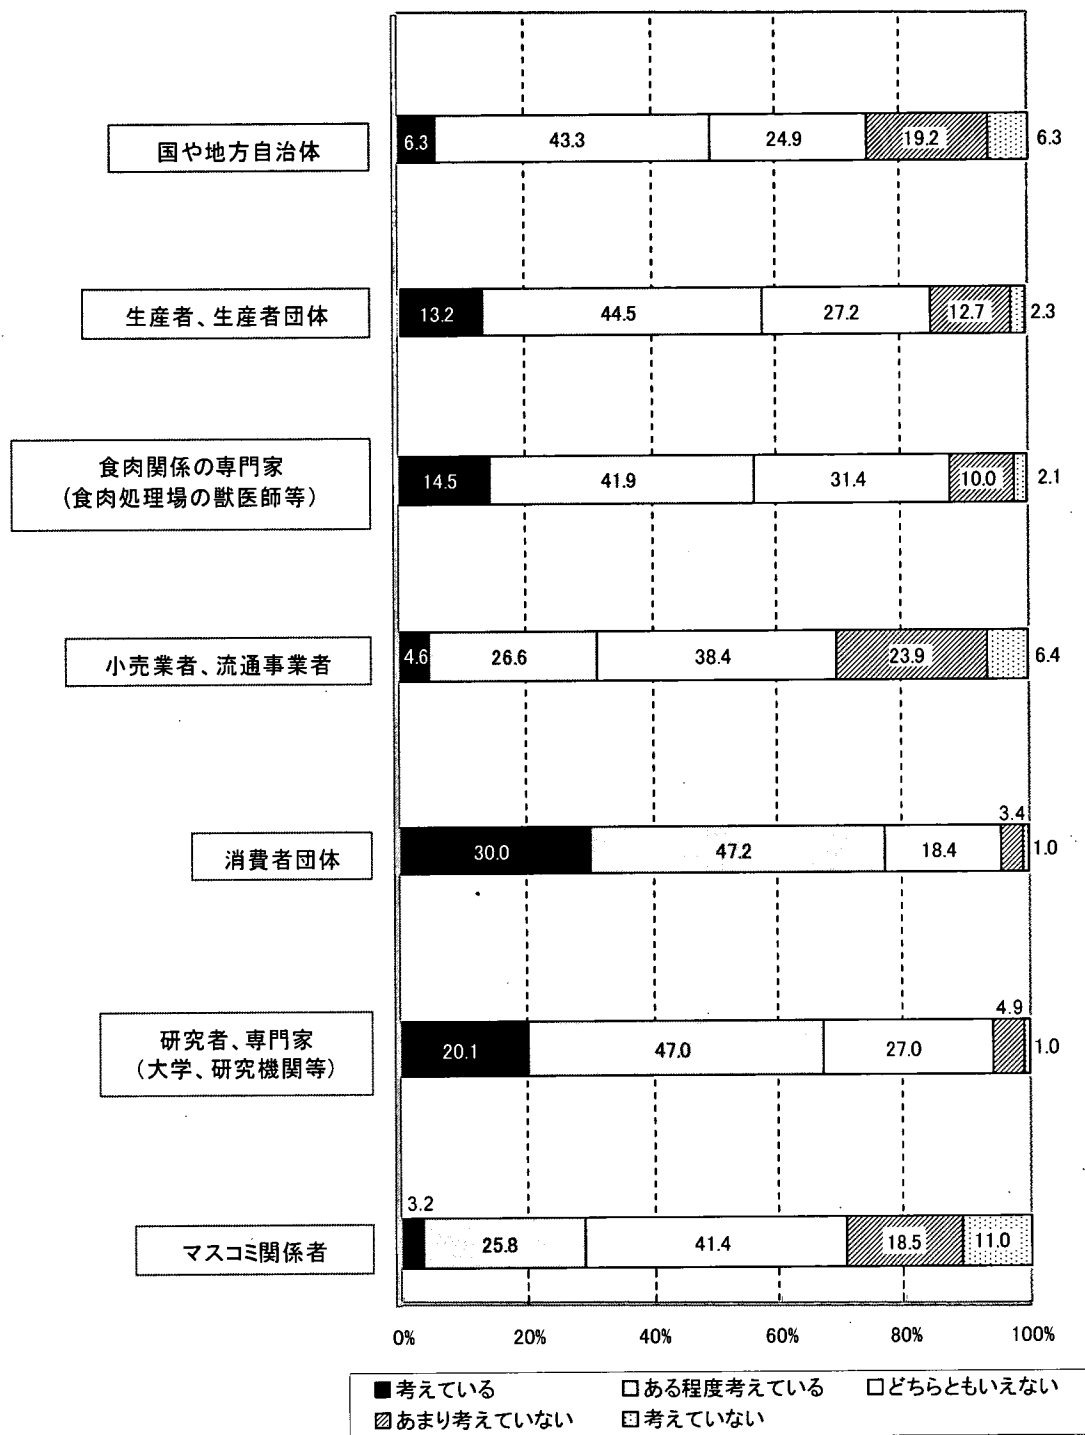 国や地方自治体
6.3 43.3 24.9 19.2 6.3
生産者、生産者団体
13.2 44.5 27.2 12.7 2.3
食肉関係の専門家
(食肉処理場の獣医師等)
14.5 41.9 31.4 10.0 2.1
小売業者、流通事業者
4.6 26.6 38.4 23.9 6.4
3.4
消費者団体
30.0 47.2 18.4 1.0
4.9
研究者、専門家
(大学、研究機関等)
20.1 47.0 27.0 1.0
3.2
マスコミ関係者
25.8 41.4 18.5 11.0
0% 20% 40% 60% 80% 100%
考えている ある程度考えている どちらともいえない
あまり考えていない 考えていない